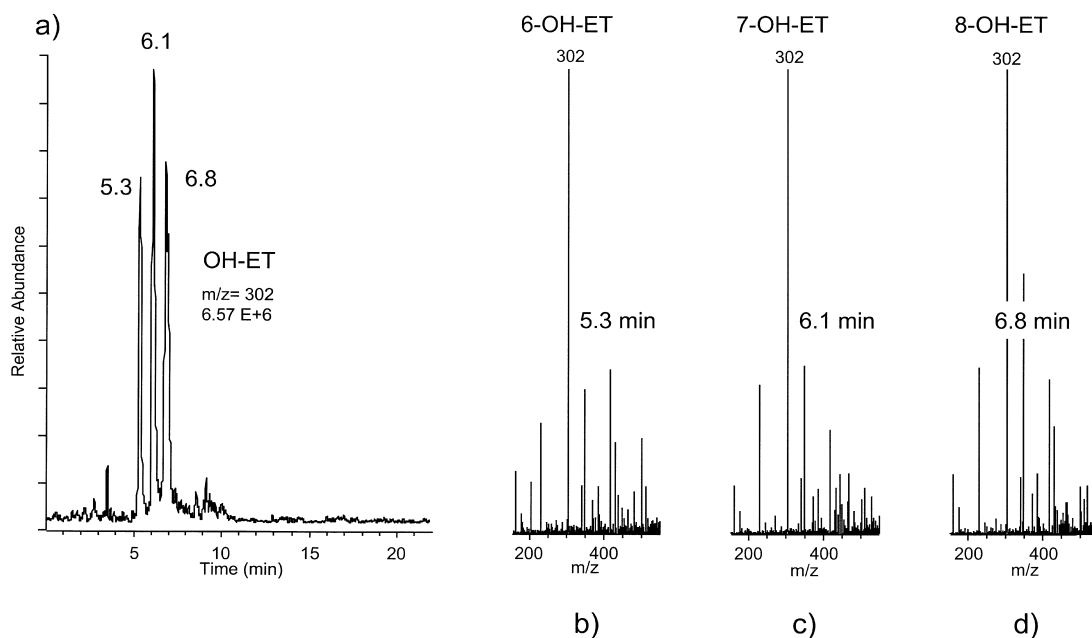 a)
6.1
5.3
6.8
OH-ET
m/z= 302
6.57 E+6
Relative Abundance
5
10
15
20
Time (min)
6-OH-ET
302
5.3 min
200
400
m/z
b)
7-OH-ET
302
6.1 min
200
400
m/z
c)
8-OH-ET
302
6.8 min
200
400
m/z
d)